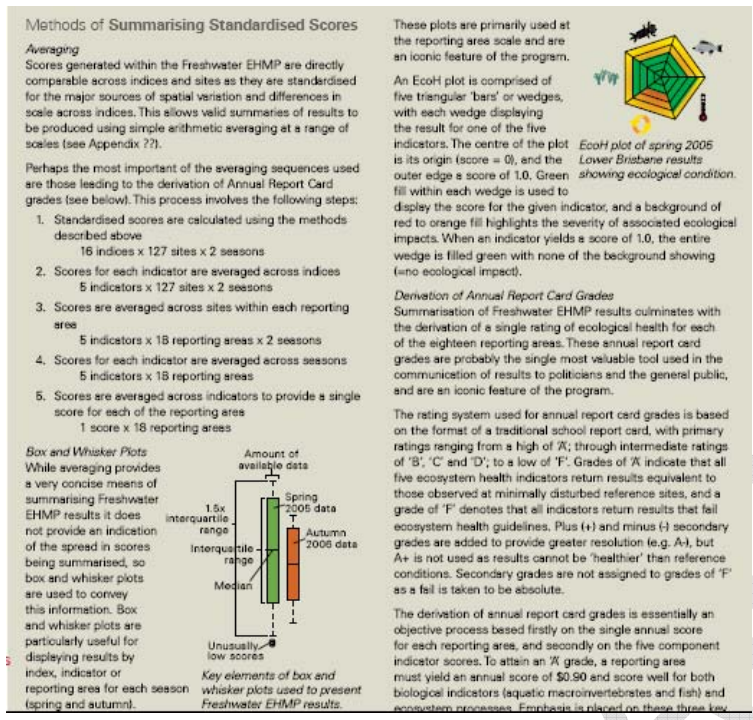 Methods of Summarising Standardised Scores
Averaging
Scores generated within the Freshwater EHMP are directly
comparable across indices and sites as they are standardised
for the major sources of spatial variation and differences in
scale across indices. This allows valid summaries of results to
be produced using simple arithmetic averaging at a range of
scales (see Appendix ??).
Perhaps the most important of the averaging sequences used
are those leading to the derivation of Annual Report Card
grades (see below). This process involves the following steps:
1. Standardised scores are calculated using the methods
described above
16 indices x 127 sites x 2 seasons
2. Scores for each indicator are averaged across indices
5 indicators x 127 sites x 2 seasons
3. Scores are averaged across sites within each reporting
area
5 indicators x 18 reporting areas x 2 seasons
4. Scores for each indicator are averaged across seasons
5 indicators x 18 reporting areas
5. Scores are averaged across indicators to provide a single
score for each of the reporting area
1 score x 18 reporting areas
Box and Whisker Plots
While averaging provides
a very concise means of
summarising Freshwater
EHMP results it does
not provide an indication
of the spread in scores
being summarised, so
box and whisker plots
are used to convey
this information. Box
and whisker plots are
particularly useful for
displaying results by
index, indicator or
reporting area for each season
(spring and autumn).
Amount of
available data
Spring
2005 data
1.5x
interquartile
range
Autumn
2006 data
Interquartile
range
Median
Unusually
low scores
Key elements of box and
whisker plots used to present
Freshwater EHMP results.
s
These plots are primarily used at
the reporting area scale and are
an iconic feature of the program.
An EcoH plot is comprised of
five triangular 'bars' or wedges,
with each wedge displaying
the result for one of the five
indicators. The centre of the plot
is its origin (score = 0), and the
outer edge a score of 1.0. Green
fill within each wedge is used to
display the score for the given indicator, and a background of
red to orange fill highlights the severity of associated ecological
impacts. When an indicator yields a score of 1.0, the entire
wedge is filled green with none of the background showing
(=no ecological impact).
EcoH plot of spring 2005
Lower Brisbane results
showing ecological condition.
Derivation of Annual Report Card Grades
Summarisation of Freshwater EHMP results culminates with
the derivation of a single rating of ecological health for each
of the eighteen reporting areas. These annual report card
grades are probably the single most valuable tool used in the
communication of results to politicians and the general public,
and are an iconic feature of the program.
The rating system used for annual report card grades is based
on the format of a traditional school report card, with primary
ratings ranging from a high of 'A'; through intermediate ratings
of 'B', 'C' and 'D'; to a low of 'F'. Grades of 'A' indicate that all
five ecosystem health indicators return results equivalent to
those observed at minimally disturbed reference sites, and a
grade of 'F' denotes that all indicators return results that fail
ecosystem health guidelines. Plus (+) and minus (-) secondary
grades are added to provide greater resolution (e.g. A-), but
A+ is not used as results cannot be 'healthier' than reference
conditions. Secondary grades are not assigned to grades of 'F'
as a fail is taken to be absolute.
The derivation of annual report card grades is essentially an
objective process based firstly on the single annual score
for each reporting area, and secondly on the five component
indicator scores. To attain an 'A' grade, a reporting area
must yield an annual score of $0.90 and score well for both
biological indicators (aquatic macroinvertebrates and fish) and
ecosystem processes. Emphasis is placed on these three key